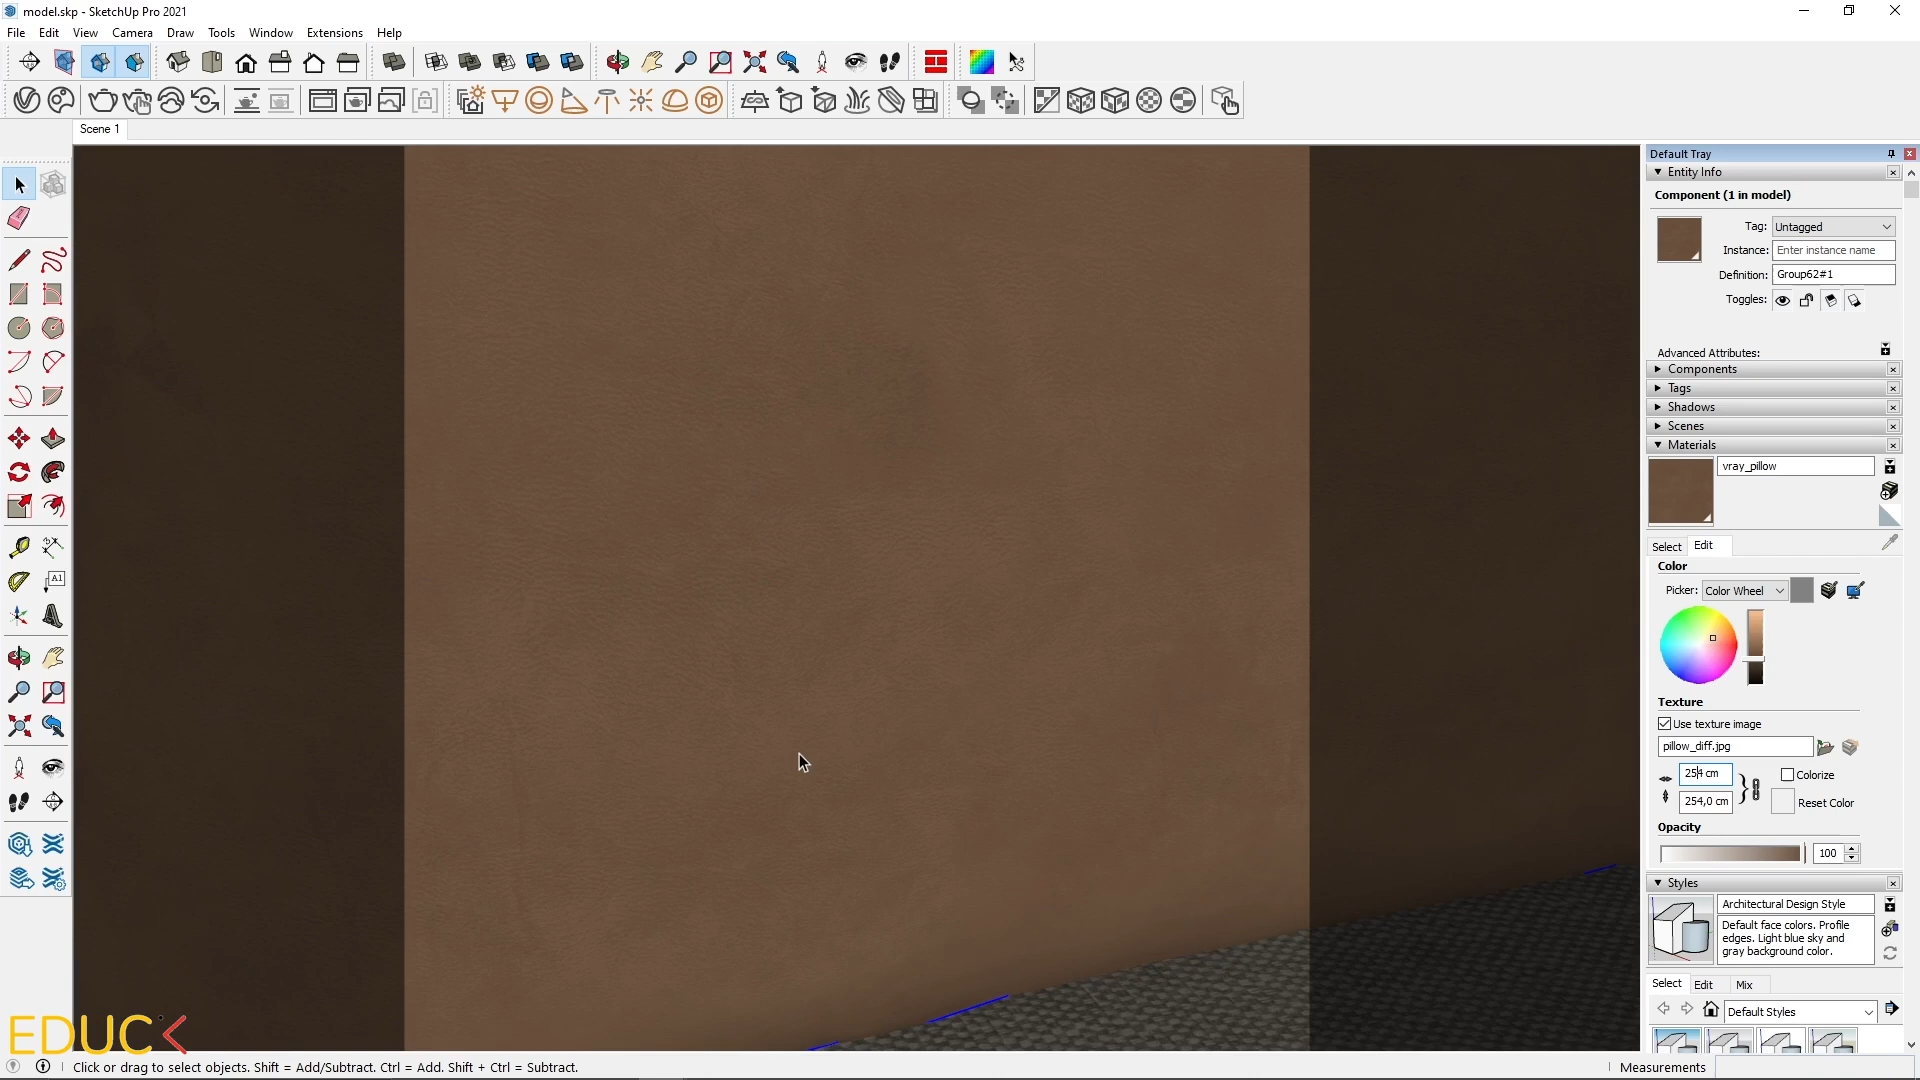 model.skp - SketchUp Pro 2021
File Edit View Camera Draw Tools Window Extensions Help
Scene 1
Default Tray
Entity Info
Component (1 in model)
Tag: Untagged
Instance: Enter instance name
Definition: Group62#1
Toggles:
Advanced Attributes:
Components
Tags
Shadows
Scenes
Materials
vray_pillow
Select Edit
Color
Picker: Color Wheel
Texture
Use texture image
pillow_diff.jpg
254 cm
Colorize
254,0 cm
Reset Color
Opacity
100
Styles
Architectural Design Style
Default face colors. Profile
edges. Light blue sky and
gray background color.
Select Edit Mix
Default Styles
A1
EDUCK
Click or drag to select objects. Shift = Add/Subtract. Ctrl = Add. Shift + Ctrl = Subtract.
Measurements